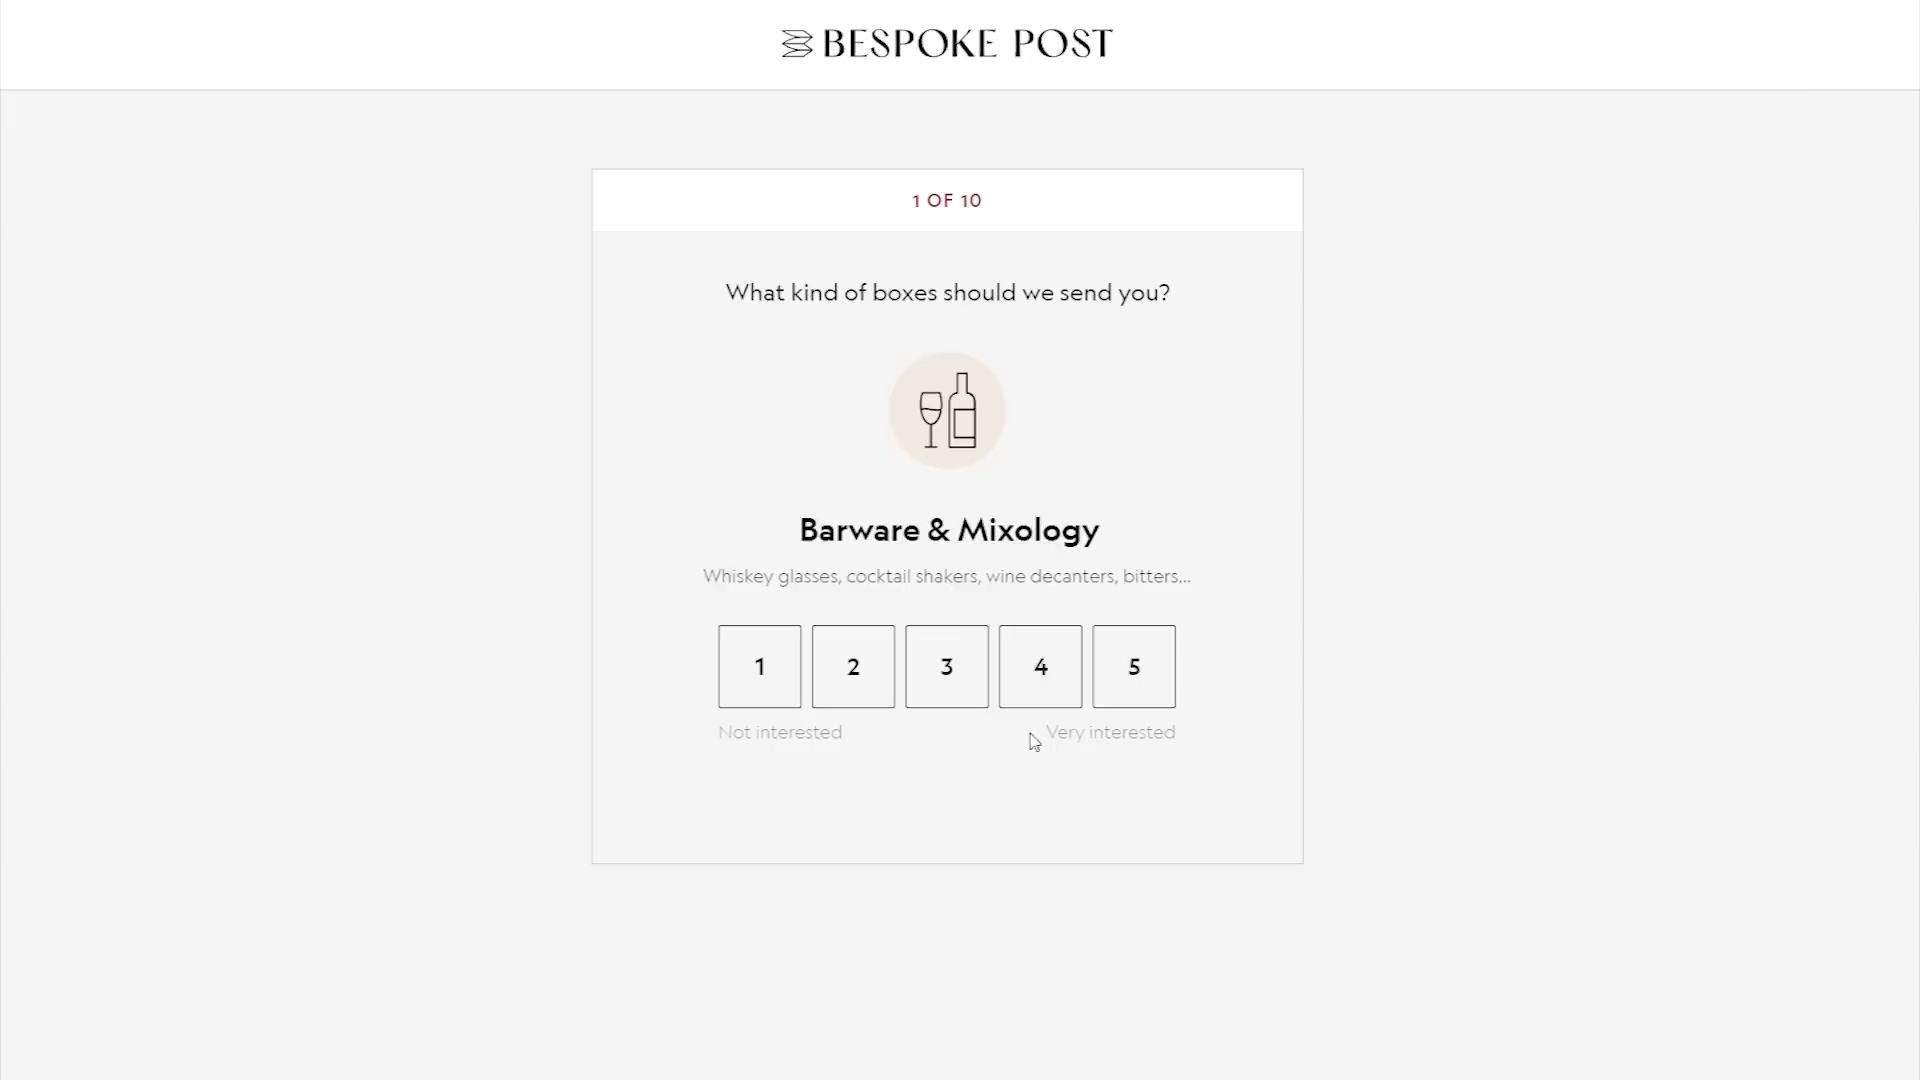 BESPOKE POST
1 OF 10
What kind of boxes should we send you?
Barware & Mixology
Whiskey glasses, cocktail shakers, wine decanters, bitters...
1 2 3 4 5
Not interested Very interested